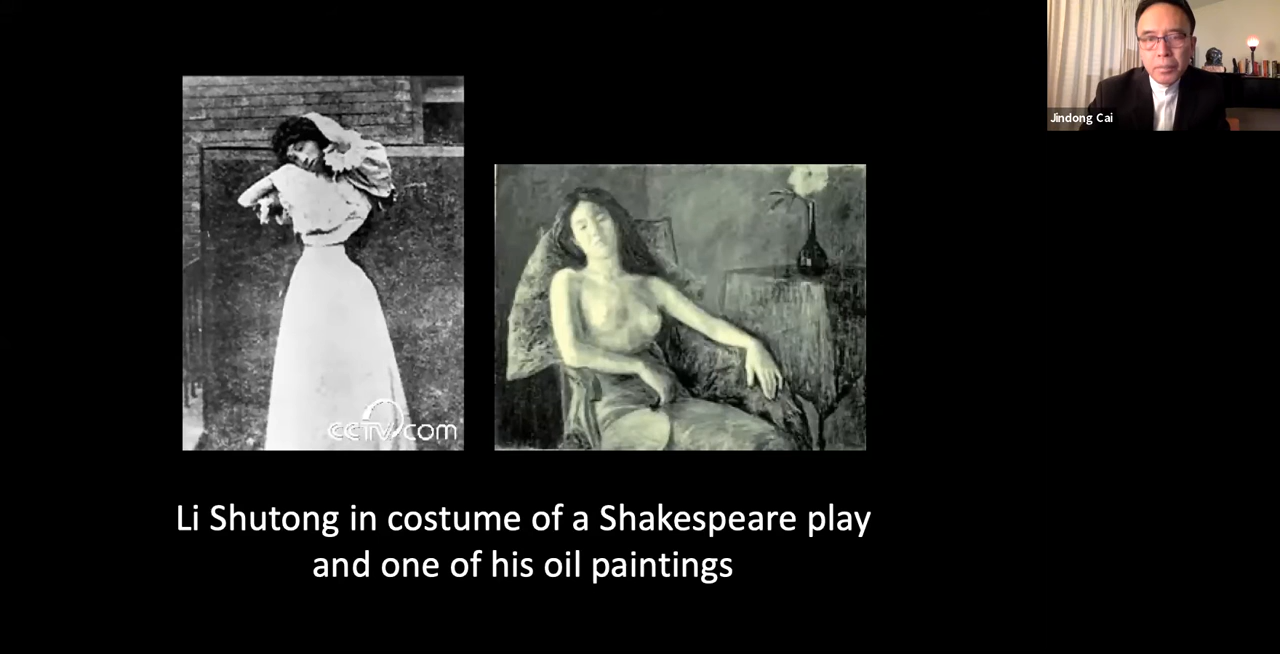 Jindong Cai
CCTV.com
Li Shutong in costume of a Shakespeare play
and one of his oil paintings